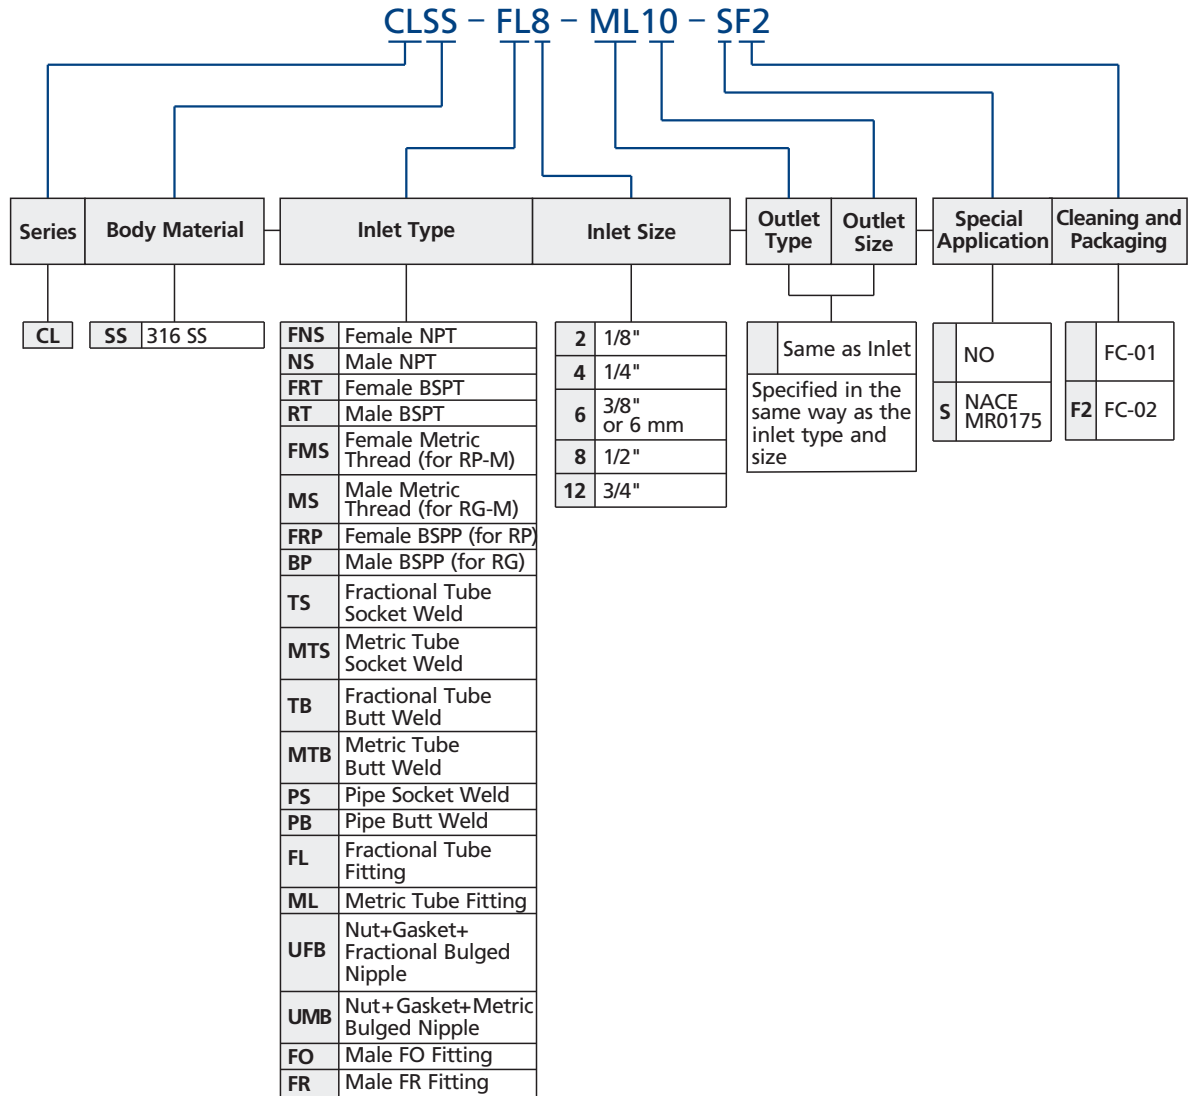 CLSS – FL8 – ML10 – SF2
Series
Body Material
Inlet Type
Inlet Size
Outlet
Type
Outlet
Size
Special
Application
Cleaning and
Packaging
CL
SS 316 SS
FNS Female NPT
NS Male NPT
FRT Female BSPT
RT Male BSPT
FMS Female Metric
Thread (for RP-M)
MS Male Metric
Thread (for RG-M)
FRP Female BSPP (for RP)
BP Male BSPP (for RG)
TS Fractional Tube
Socket Weld
MTS Metric Tube
Socket Weld
TB Fractional Tube
Butt Weld
MTB Metric Tube
Butt Weld
PS Pipe Socket Weld
PB Pipe Butt Weld
FL Fractional Tube
Fitting
ML Metric Tube Fitting
UFB Nut+Gasket+
Fractional Bulged
Nipple
UMB Nut+Gasket+Metric
Bulged Nipple
FO Male FO Fitting
FR Male FR Fitting
2 1/8"
4 1/4"
6 3/8"
or 6 mm
8 1/2"
12 3/4"
Same as Inlet
Specified in the
same way as the
inlet type and
size
NO
S NACE
MR0175
FC-01
F2 FC-02